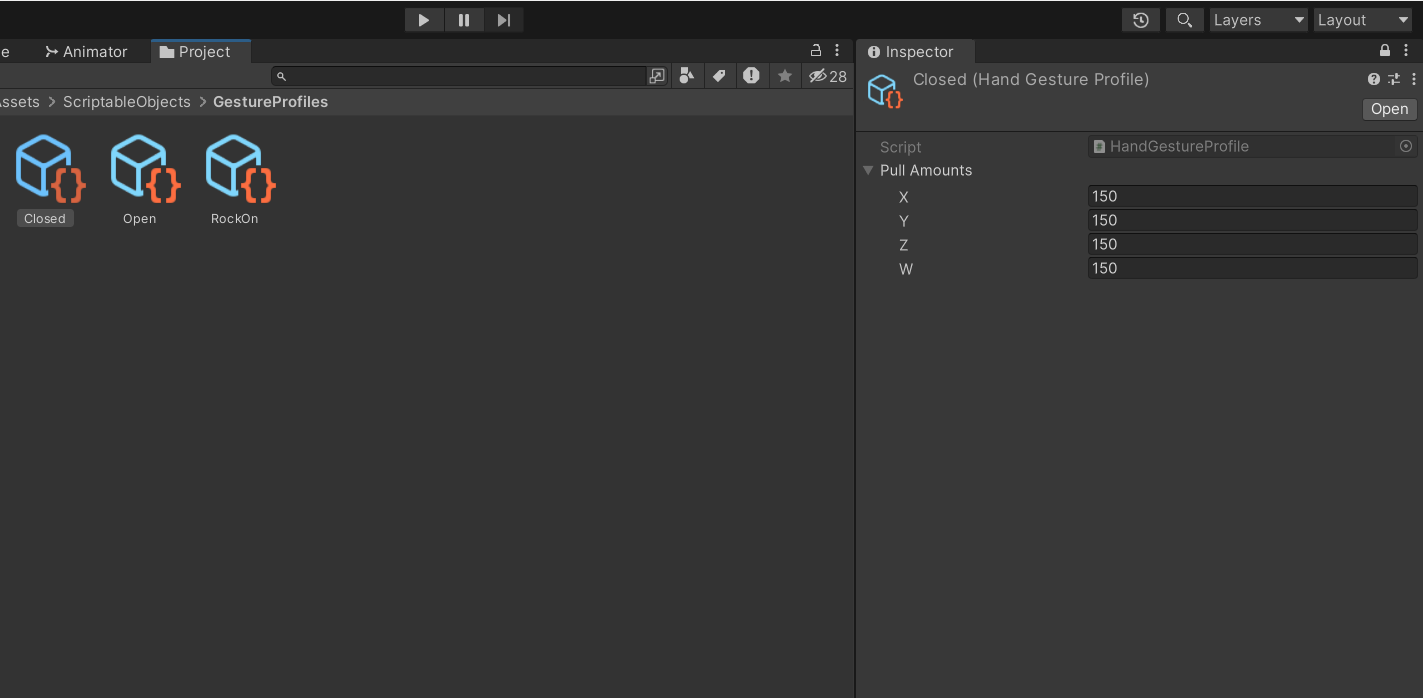 Layers
Layout
e
Animator
Project
Inspector
28
Closed (Hand Gesture Profile)
Open
ssets > ScriptableObjects > GestureProfiles
Script
HandGestureProfile
Pull Amounts
X
150
Y
150
Z
150
W
150
Closed
Open
RockOn